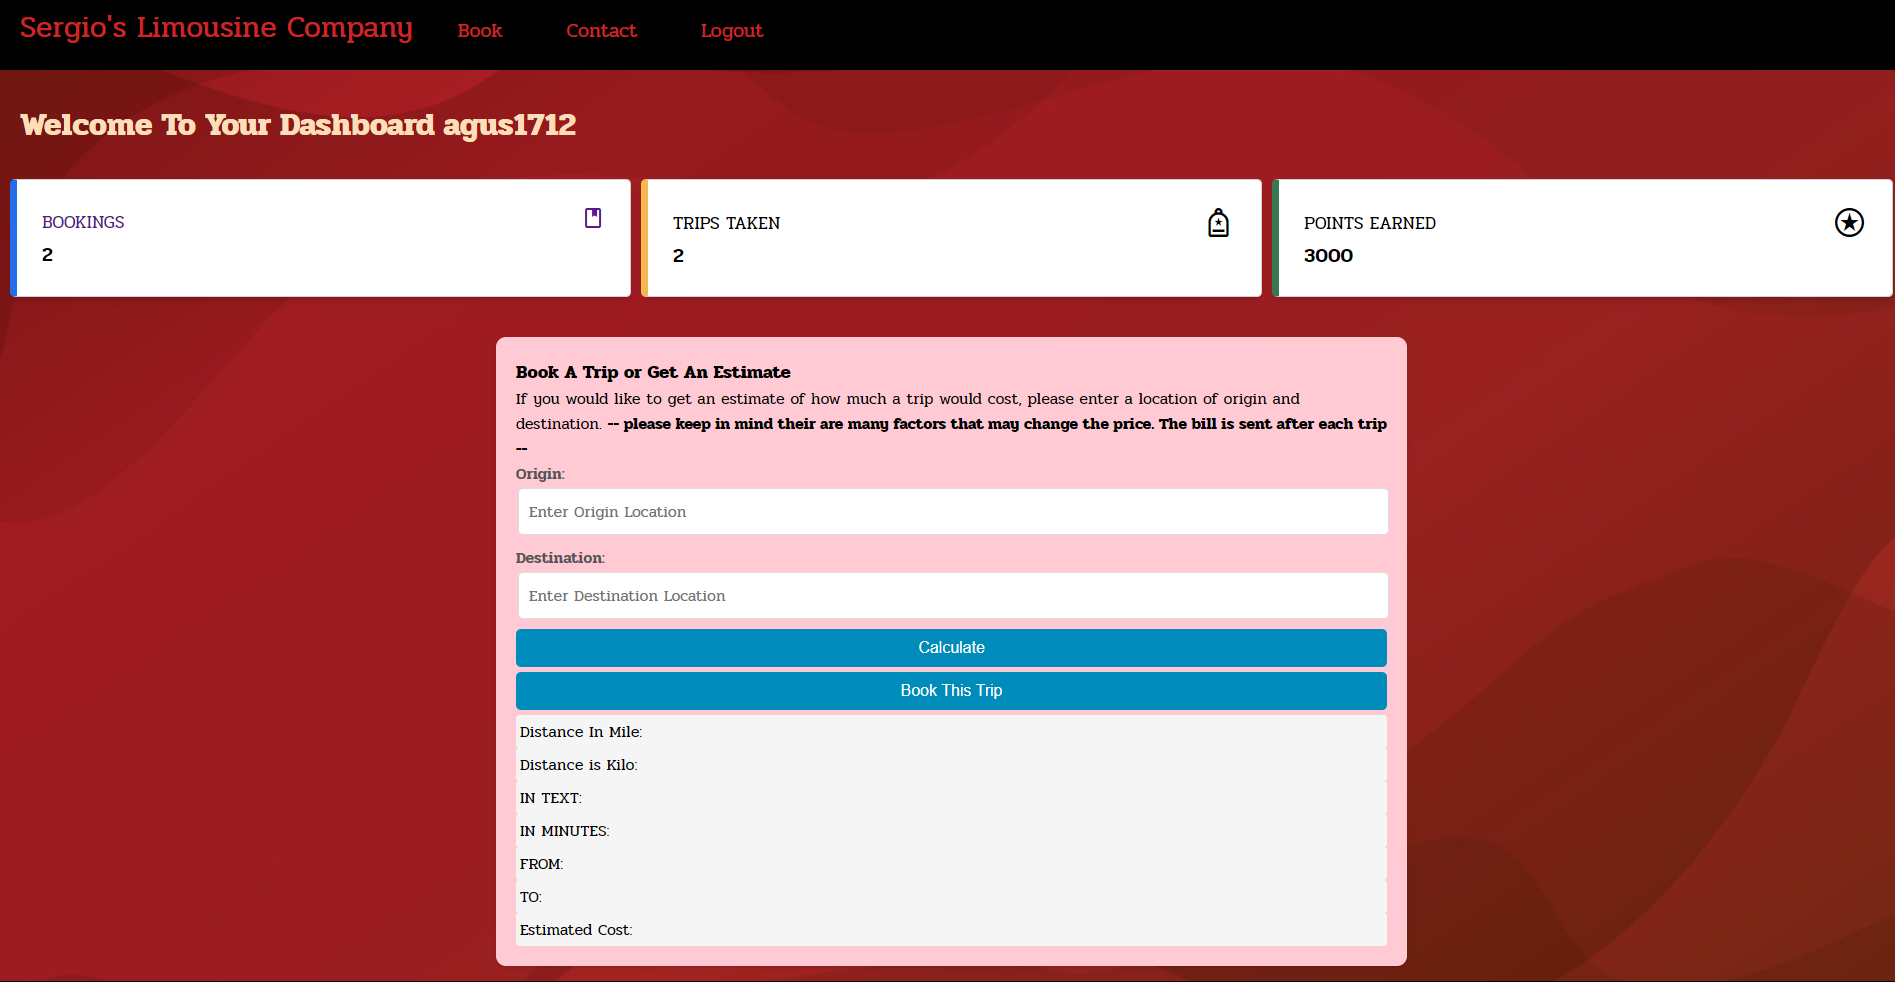 Sergio's Limousine Company Book Contact Logout
Welcome To Your Dashboard agus1712
BOOKINGS
2
TRIPS TAKEN
2
POINTS EARNED
3000
Book A Trip or Get An Estimate
If you would like to get an estimate of how much a trip would cost, please enter a location of origin and
destination. -- please keep in mind their are many factors that may change the price. The bill is sent after each trip
--
Origin:
Enter Origin Location
Destination:
Enter Destination Location
Calculate
Book This Trip
Distance In Mile:
Distance is Kilo:
IN TEXT:
IN MINUTES:
FROM:
TO:
Estimated Cost: